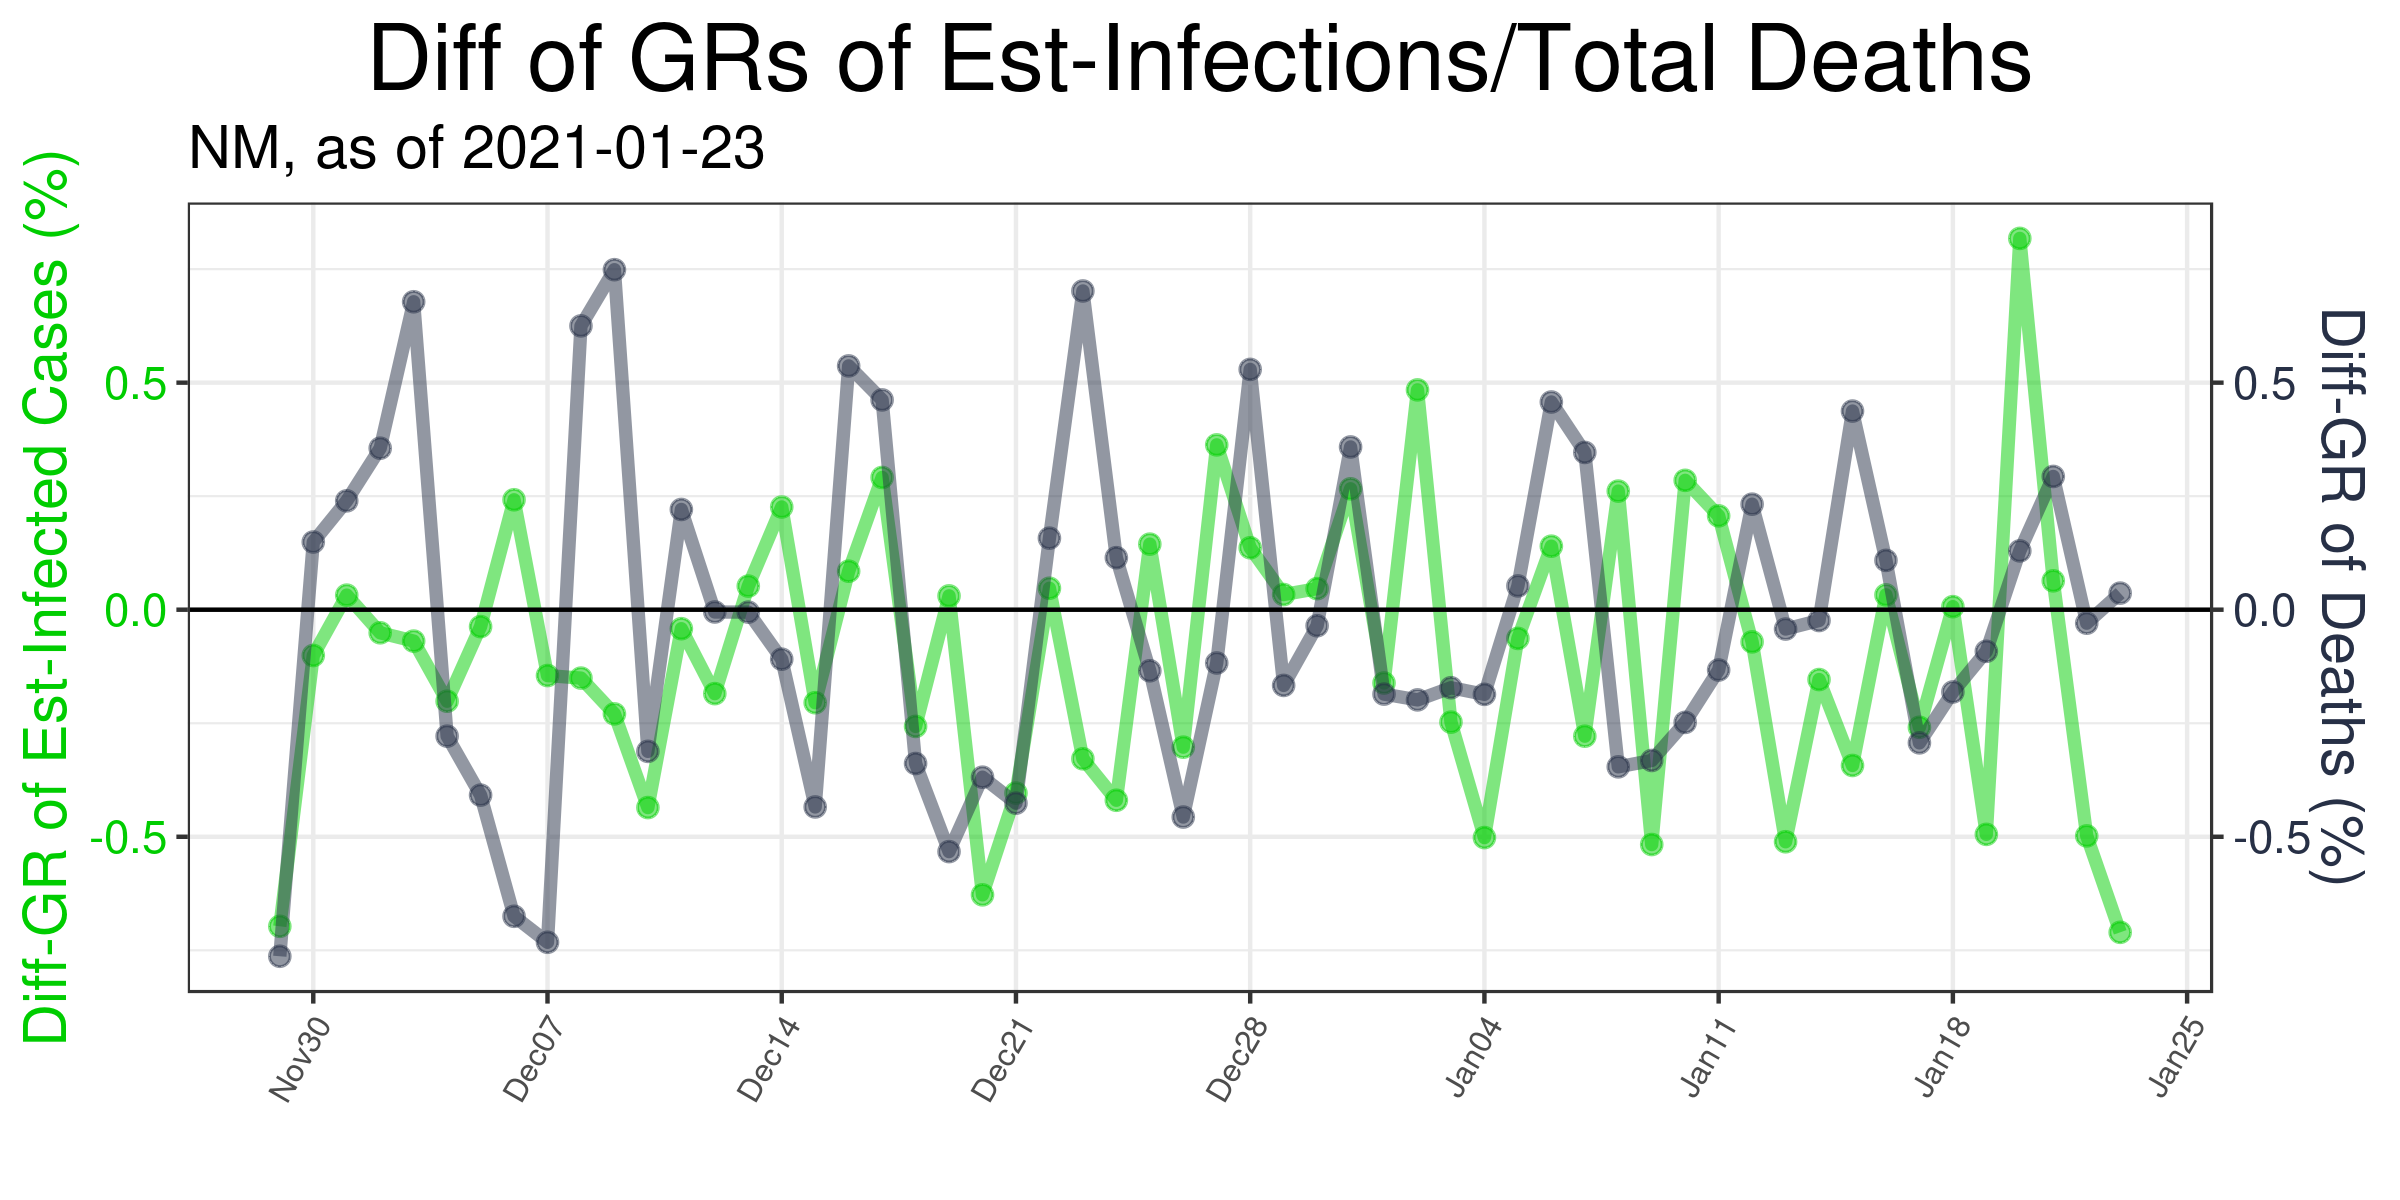 Diff of GRs of Est-Infections/Total Deaths
NM, as of 2021-01-23
Diff-GR of Est-Infected Cases (%)
0.5
0.0
-0.5
0.5
0.0
-0.5
Diff-GR of Deaths (%)
Nov30
Dec07
Dec14
Dec21
Dec28
Jan04
Jan11
Jan18
Jan25